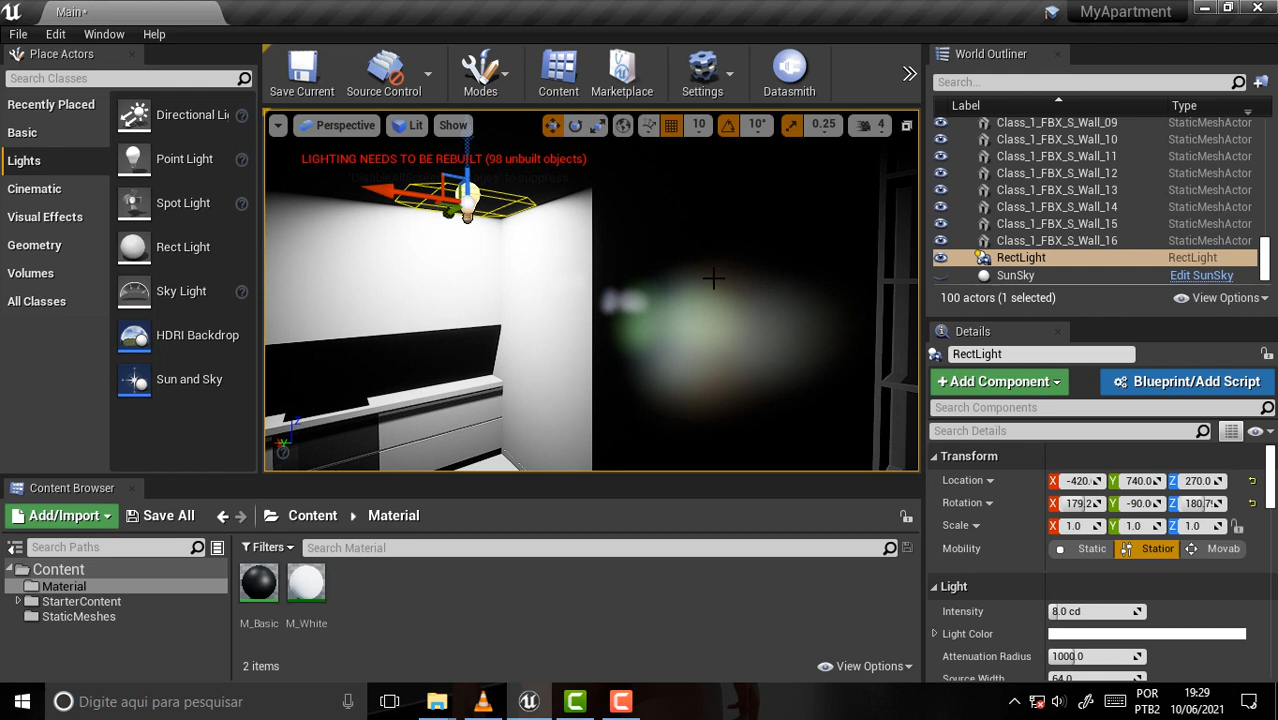 Main*
MyApartment
File Edit Window Help
Place Actors
Search Classes
Recently Placed
Basic
Lights
Cinematic
Visual Effects
Geometry
Volumes
All Classes
Directional Li
Point Light
Spot Light
Rect Light
Sky Light
HDRI Backdrop
Sun and Sky
Save Current
Source Control
Modes
Content
Marketplace
Settings
Datasmith
Perspective
Lit
Show
10
10°
0.25
4
LIGHTING NEEDS TO BE REBUILT (98 unbuilt objects)
World Outliner
Search...
Label Type
Class_1_FBX_S_Wall_09 StaticMeshActor
Class_1_FBX_S_Wall_10 StaticMeshActor
Class_1_FBX_S_Wall_11 StaticMeshActor
Class_1_FBX_S_Wall_12 StaticMeshActor
Class_1_FBX_S_Wall_13 StaticMeshActor
Class_1_FBX_S_Wall_14 StaticMeshActor
Class_1_FBX_S_Wall_15 StaticMeshActor
Class_1_FBX_S_Wall_16 StaticMeshActor
RectLight RectLight
SunSky Edit SunSky
100 actors (1 selected)
View Options
Details
RectLight
+ Add Component
Blueprint/Add Script
Search Components
Search Details
Transform
Location X -420. Y 740.0 Z 270.0
Rotation X 179.2 Y -90.0 Z 180.7
Scale X 1.0 Y 1.0 Z 1.0
Mobility Static Station Movab
Light
Intensity 8.0 cd
Light Color
Attenuation Radius 1000.0
Source Width 64.0
Content Browser
Add/Import
Save All
Content
Material
Search Paths
Filters
Search Material
Content
Material
StarterContent
StaticMeshes
M_Basic
M_White
2 items
View Options
Digite aqui para pesquisar
POR
PTB2
19:29
10/06/2021